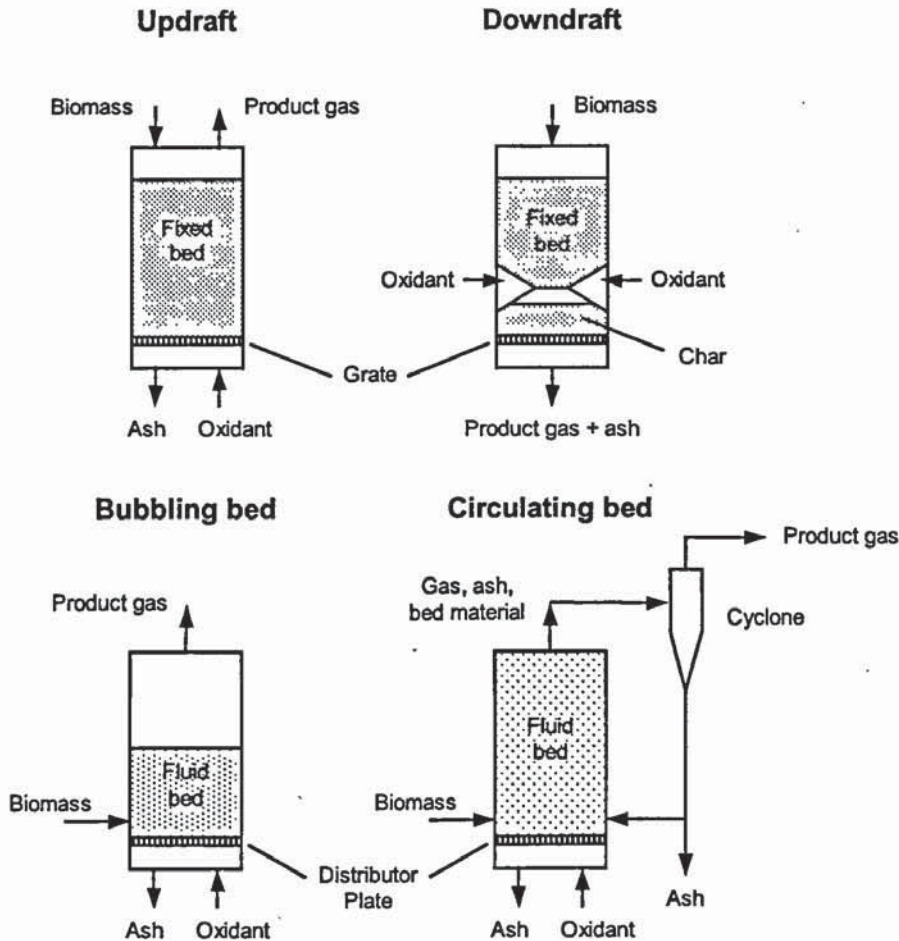 Updraft
Downdraft
Biomass
Product gas
Biomass
Fixed
bed
Fixed
bed
Oxidant
Oxidant
Char
Grate
Ash
Oxidant
Product gas + ash
Bubbling bed
Circulating bed
Product gas
Product gas
Gas, ash,
bed material
Cyclone
Fluid
bed
Fluid
bed
Biomass
Biomass
Distributor
Plate
Ash
Oxidant
Ash
Oxidant
Ash